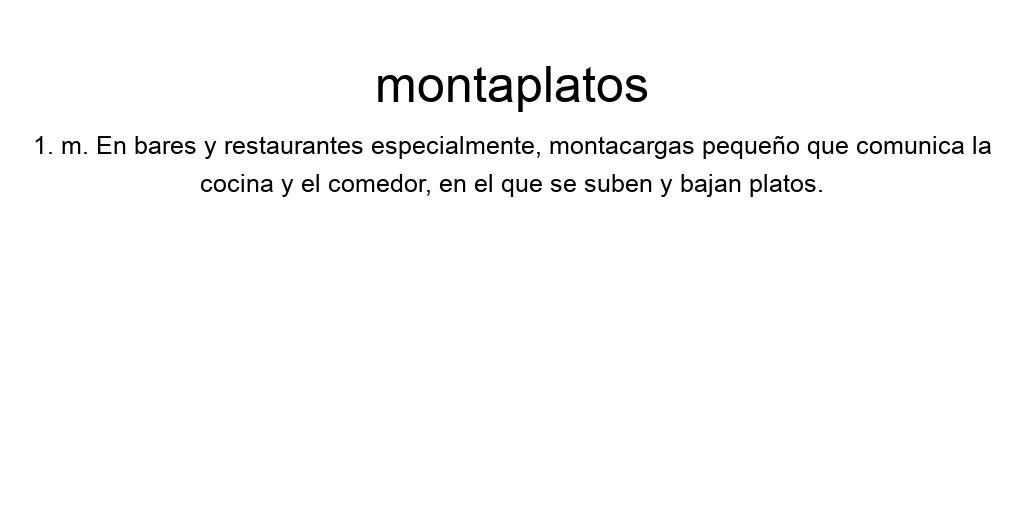 montaplatos
1. m. En bares y restaurantes especialmente, montacargas pequeño que comunica la
cocina y el comedor, en el que se suben y bajan platos.